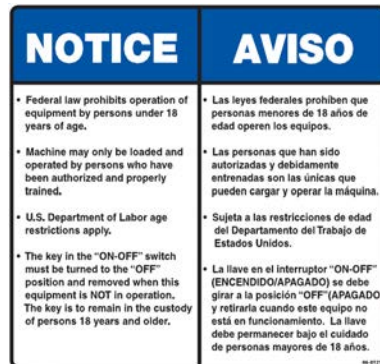 NOTICE
• Federal law prohibits operation of
equipment by persons under 18
years of age.
• Machine may only be loaded and
operated by persons who have
been authorized and properly
trained.
• U.S. Department of Labor age
restrictions apply.
• The key in the “ON-OFF” switch
must be turned to the “OFF”
position and removed when this
equipment is NOT in operation.
The key is to remain in the custody
of persons 18 years and older.
AVISO
• Las leyes federales prohíben que
personas menores de 18 años de
edad operen los equipos.
• Las personas que han sido
autorizadas y debidamente
entrenadas son las únicas que
pueden cargar y operar la máquina.
• Sujeta a las restricciones de edad
del Departamento del Trabajo de
Estados Unidos.
• La llave en el interruptor “ON-OFF”
(ENCENDIDO/APAGADO) se debe
girar a la posición “OFF”(APAGADO
y retirarla cuando este equipo no
está en funcionamiento. La llave
debe permanecer bajo el cuidado
de personas mayores de 18 años.